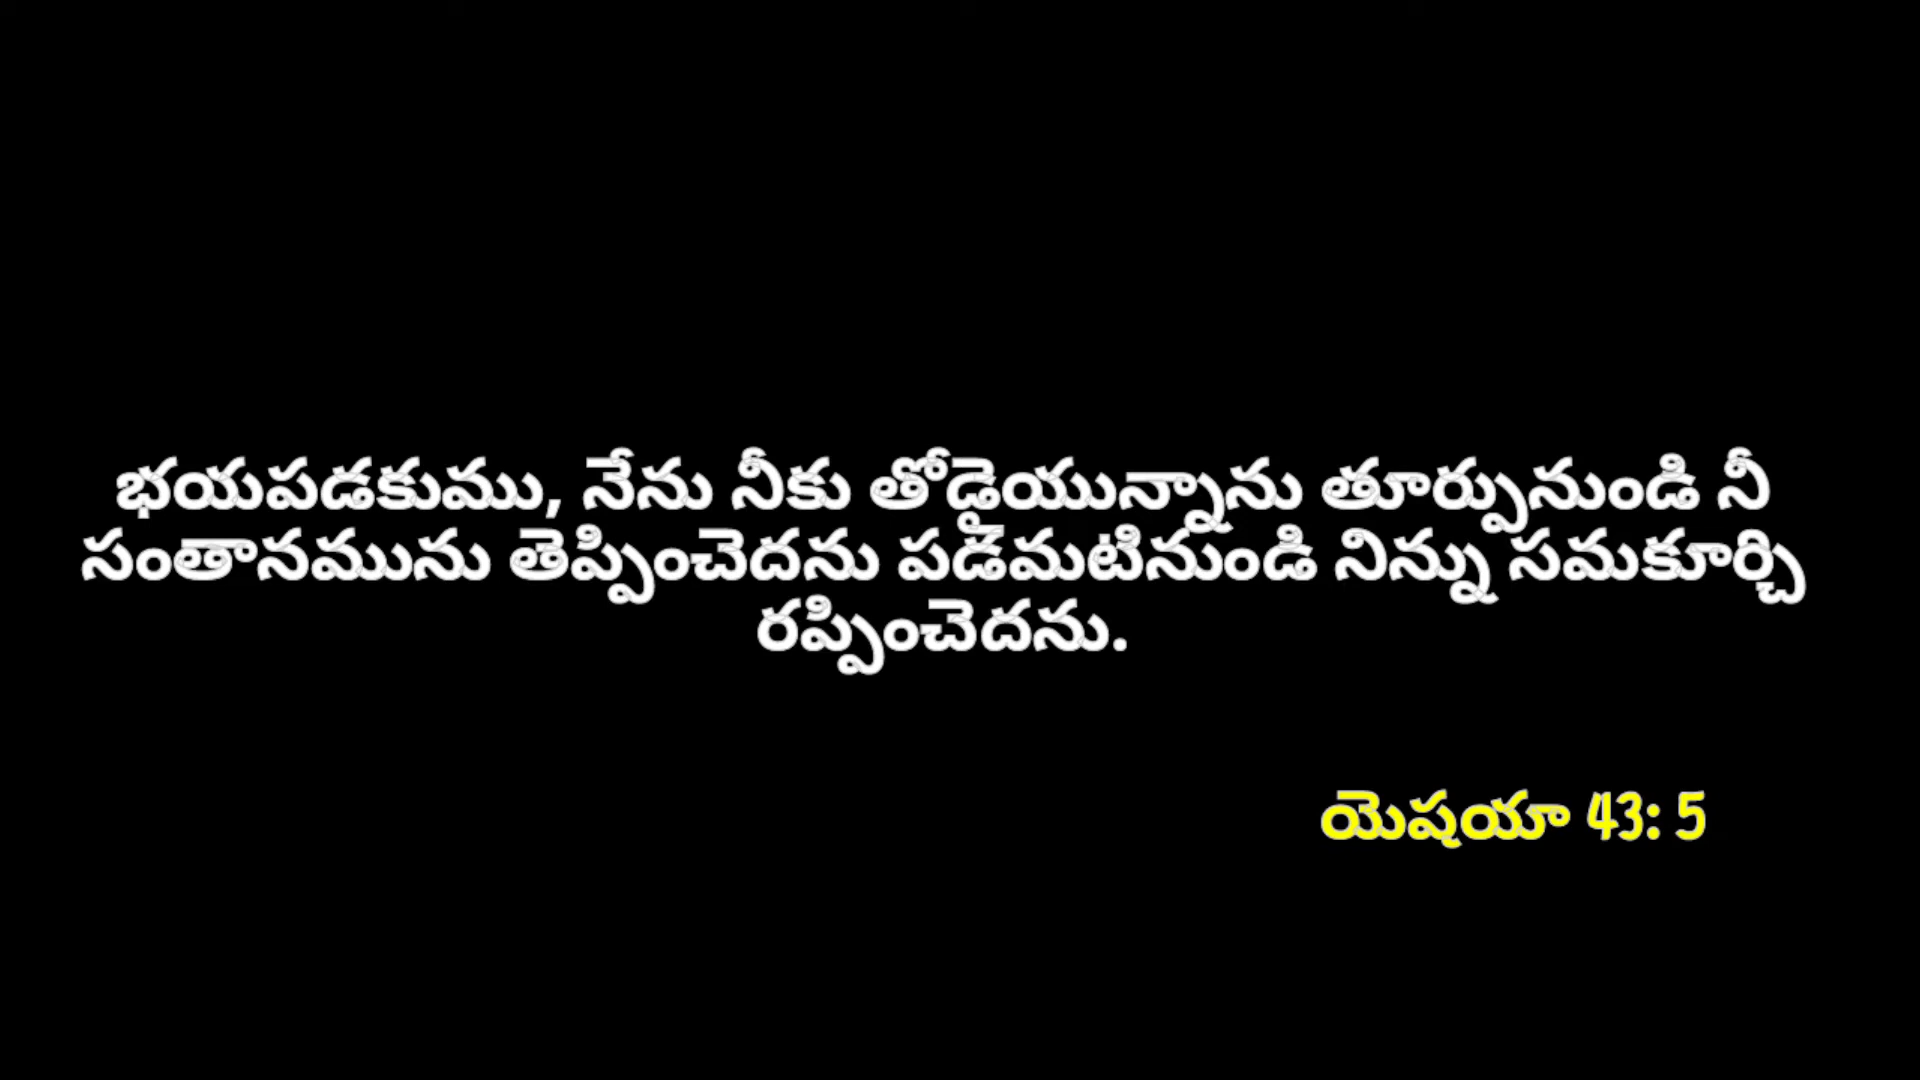 భయపడకుము, నేను నీకు తోడైయున్నాను తూర్పునుండి నీ
సంతానమును తెప్పించెదను పడమటినుండి నిన్ను సమకూర్చి
రప్పించెదను.
యెషయా 43: 5